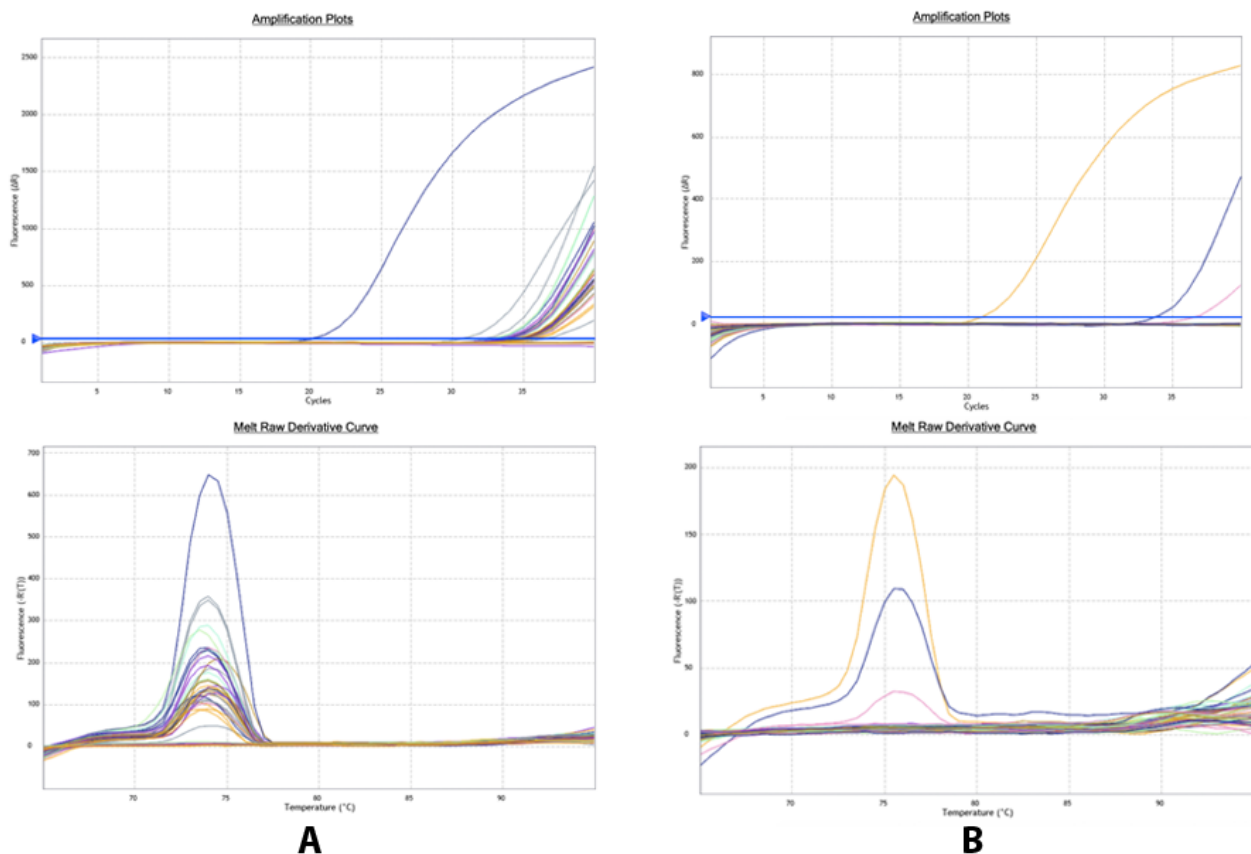 Amplification Plots
Fluorescence (ΔR)
2500
2000
1500
1000
500
0
5 10 15 20 25 30 35
Cycles
Melt Raw Derivative Curve
Fluorescence (-R'(T))
700
600
500
400
300
200
100
0
70 75 80 85 90
Temperature (°C)
A
Amplification Plots
Fluorescence (ΔR)
800
600
400
200
0
5 10 15 20 25 30 35
Cycles
Melt Raw Derivative Curve
Fluorescence (-R'(T))
200
150
100
50
0
70 75 80 85 90
Temperature (°C)
B